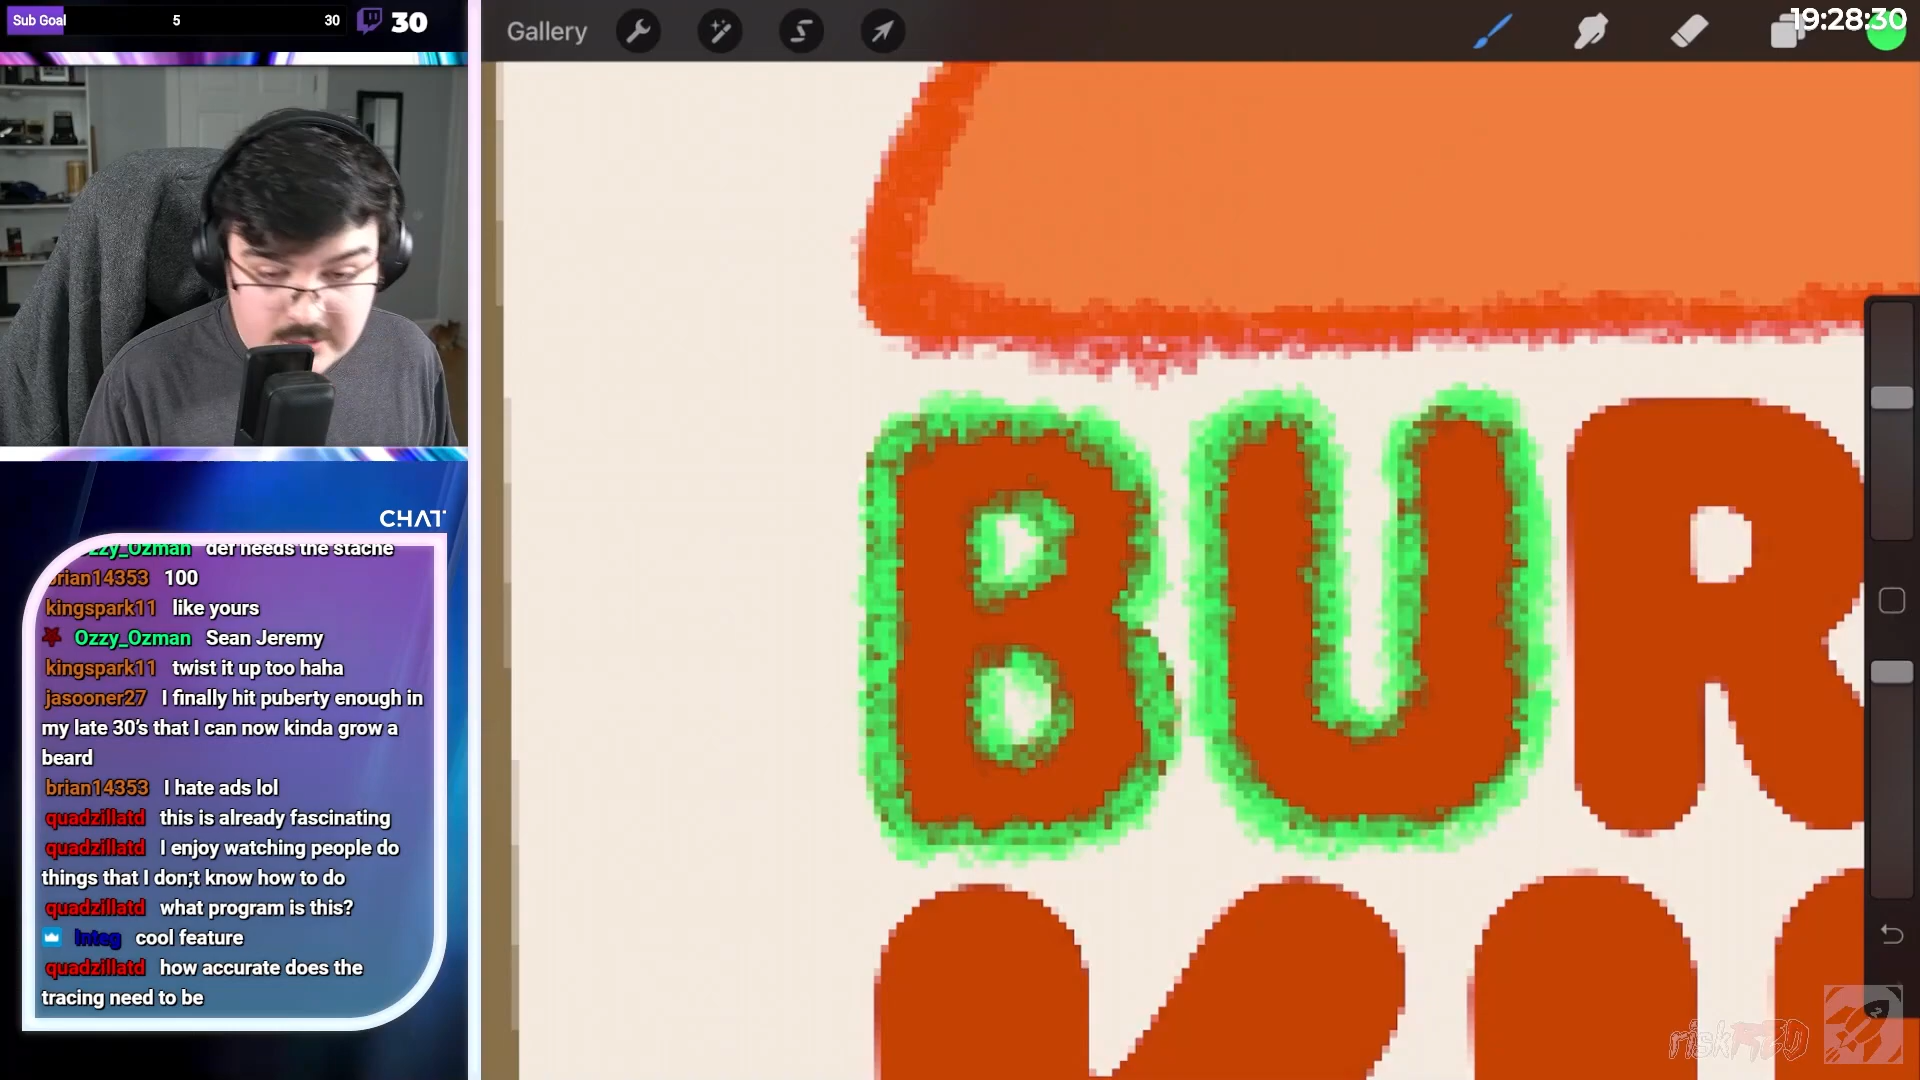 Sub Goal 5 30 30
Gallery
19:28:30
BUR
CHAT
Ozzy_Ozman def needs the stache
brian14353 100
kingspark11 like yours
Ozzy_Ozman Sean Jeremy
kingspark11 twist it up too haha
jasooner27 I finally hit puberty enough in
my late 30's that I can now kinda grow a
beard
brian14353 I hate ads lol
quadzillatd this is already fascinating
quadzillatd I enjoy watching people do
things that I don;t know how to do
quadzillatd what program is this?
Integ cool feature
quadzillatd how accurate does the
tracing need to be